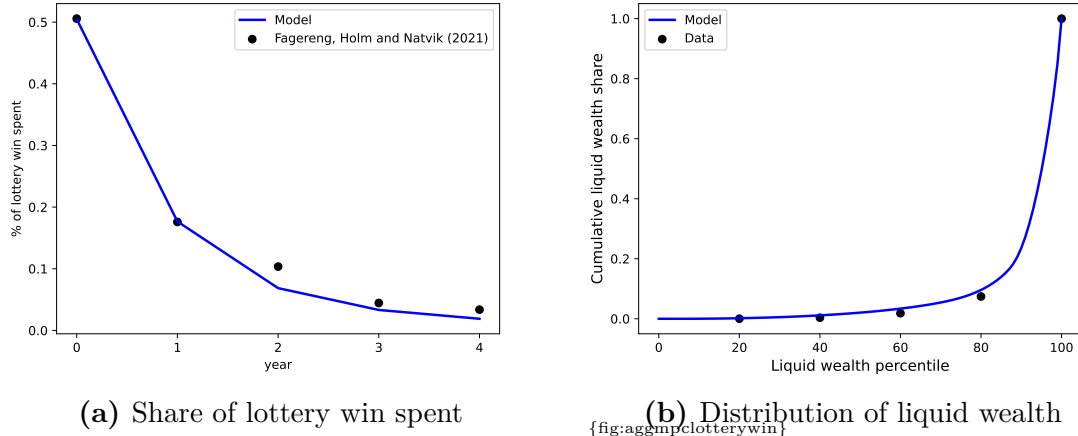 0.5
0.4
0.3
0.2
0.1
0.0
% of lottery win spent
Model
Fagereng, Holm and Natvik (2021)
0 1 2 3 4
year
(a) Share of lottery win spent
1.0
0.8
0.6
0.4
0.2
0.0
Cumulative liquid wealth share
Model
Data
0 20 40 60 80 100
Liquid wealth percentile
(b) Distribution of liquid wealth
{fig:aggmpclotterywin}